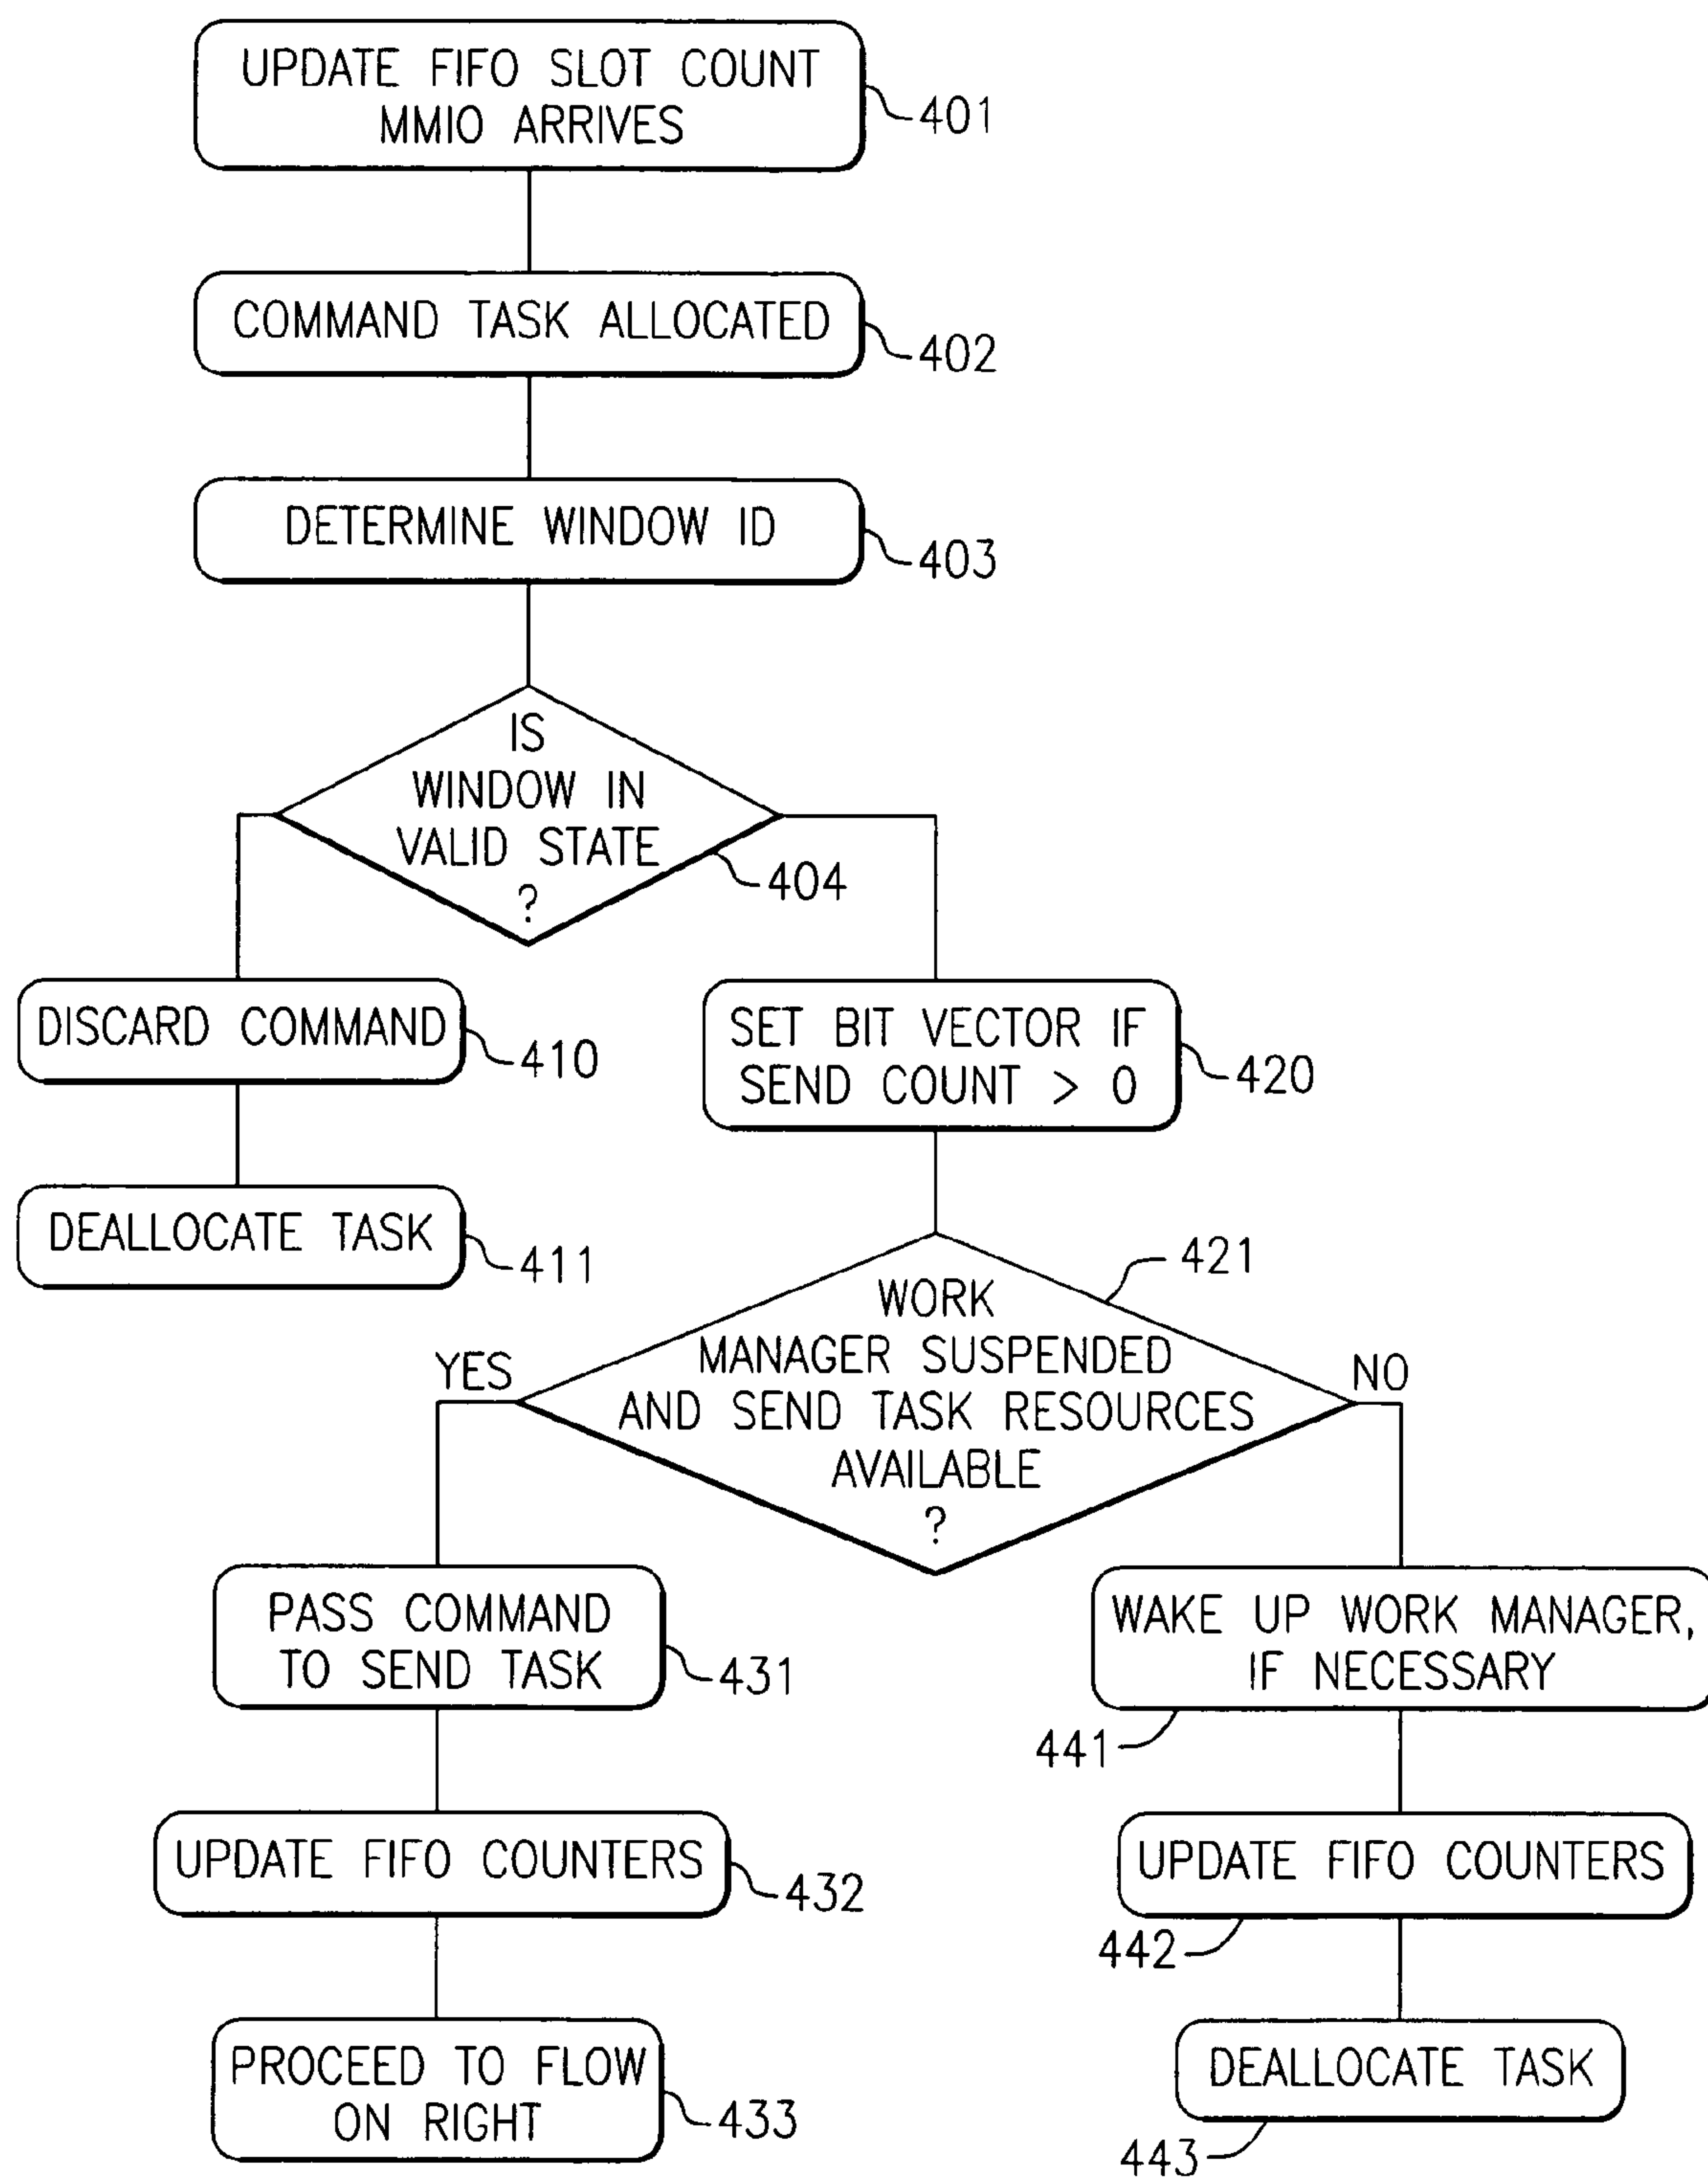 UPDATE FIFO SLOT COUNT
MMIO ARRIVES
401
COMMAND TASK ALLOCATED
402
DETERMINE WINDOW ID
403
IS
WINDOW IN
VALID STATE
?
404
DISCARD COMMAND
410
DEALLOCATE TASK
411
SET BIT VECTOR IF
SEND COUNT > 0
420
WORK
MANAGER SUSPENDED
AND SEND TASK RESOURCES
AVAILABLE
?
421
YES
NO
PASS COMMAND
TO SEND TASK
431
UPDATE FIFO COUNTERS
432
PROCEED TO FLOW
ON RIGHT
433
WAKE UP WORK MANAGER,
IF NECESSARY
441
UPDATE FIFO COUNTERS
442
DEALLOCATE TASK
443